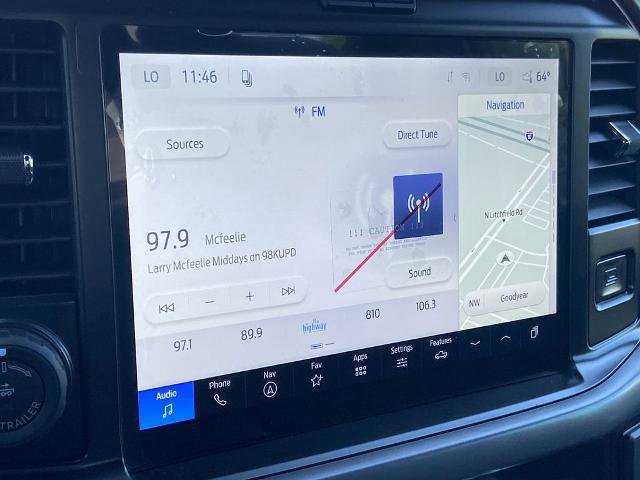 LO 11:46 LO 64°
FM
Navigation
Sources
Direct Tune
N Litchfield Rd
!!! CAUTION !!!
97.9 Mcfeelie
Larry Mcfeelie Middays on 98KUPD
Sound
NW Goodyear
97.1 89.9 the highway 810 106.3
Audio Phone Nav Fav Apps Settings Features
TRAILER